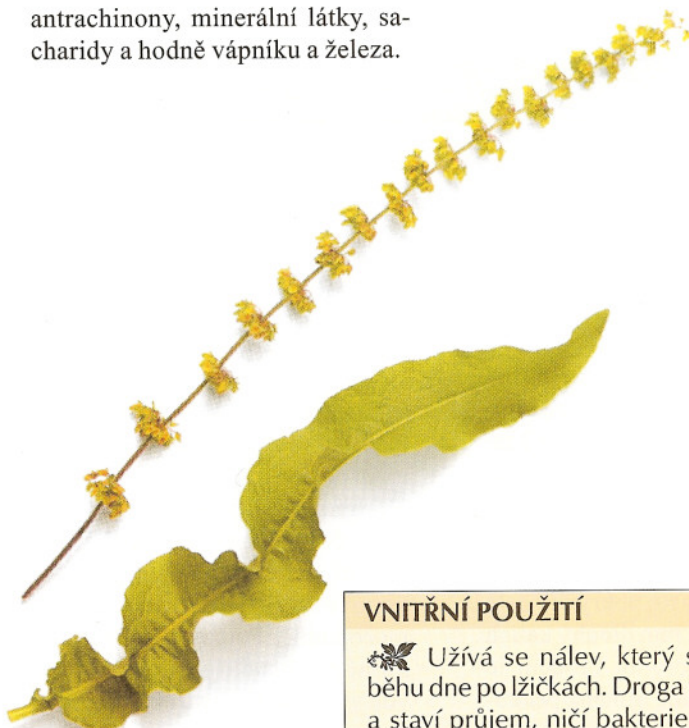 antrachinony, minerální látky, sa-
charidy a hodně vápníku a železa.
VNITŘNÍ POUŽITÍ
Užívá se nálev, který s
běhu dne po lžičkách. Droga
a staví průjem, ničí bakterie